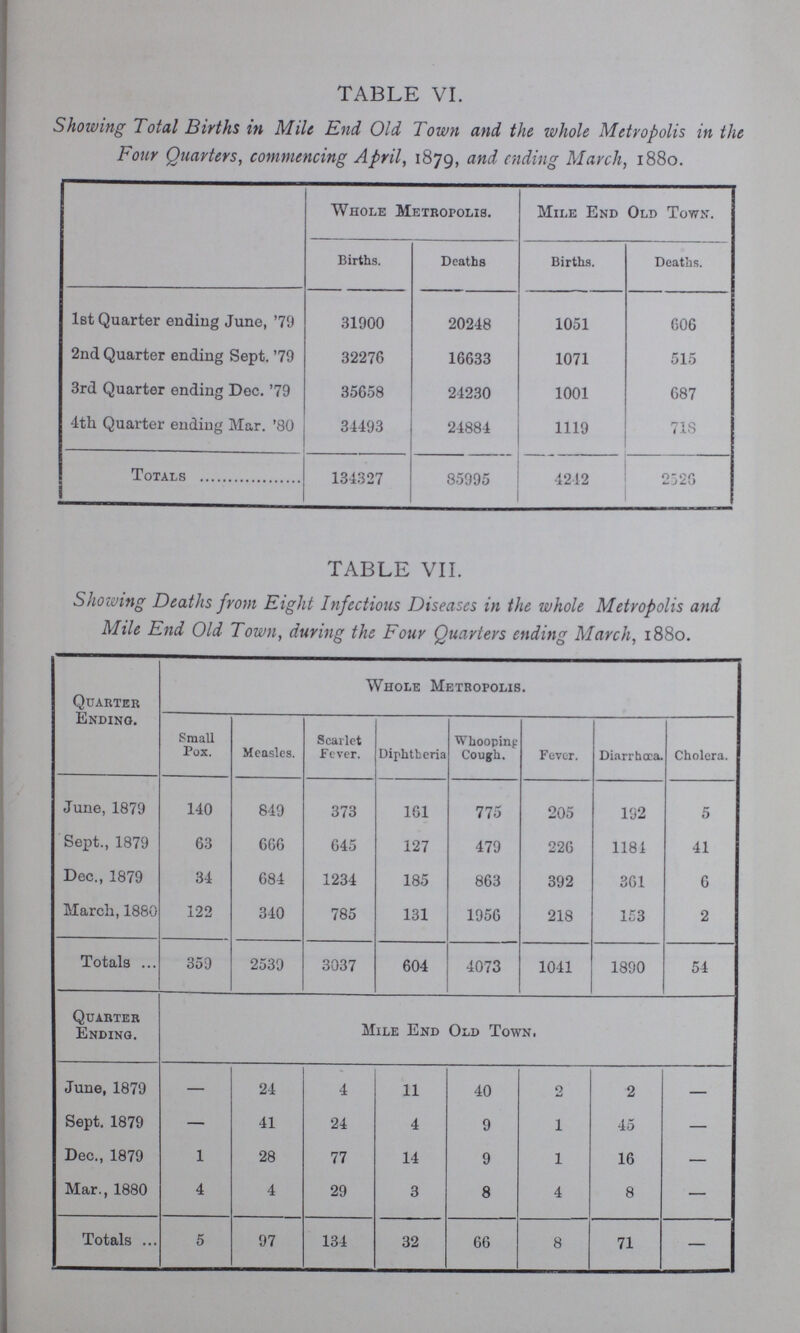 TABLE VI.
Showing Total Births in Mile End Old Town and the whole Metropolis in the
Four Quarters, commencing April, 1879, and ending March, 1880.
Whole Metropolis. Mile End Old Town.
Births. Deaths Births. Deaths.
1st Quarter ending June, '79 31900 20248 1051 606
2nd Quarter ending Sept. '79 32276 16633 1071 515
3rd Quarter ending Dec. '79 35658 24230 1001 687
4th Quarter ending Mar. '80 34493 24884 1119 718
Totals .................. 134327 85995 4242 2526
TABLE VII.
Showing Deaths from Eight Infectious Diseases in the whole Metropolis and
Mile End Old Town, during the Four Quarters ending March, 1880.
Quarter Ending. Whole Metropolis.
Small Pox. Measles. Scarlet Fever. Diphtheria Whooping Cough. Fever. Diarrhœa. Cholera.
June, 1879 140 849 373 161 775 205 192 5
Sept., 1879 63 666 645 127 479 226 1184 41
Dec., 1879 34 684 1234 185 863 392 361 6
March, 1880 122 340 785 131 1956 218 153 2
Totals ... 359 2539 3037 604 4073 1041 1890 54
Quarter Ending. Mile End Old Town.
June, 1879 — 24 4 11 40 2 2 —
Sept. 1879 — 41 24 4 9 1 45 —
Dec., 1879 1 28 77 14 9 1 16 —
Mar., 1880 4 4 29 3 8 4 8 —
Totals ... 5 97 134 32 66 8 71 —